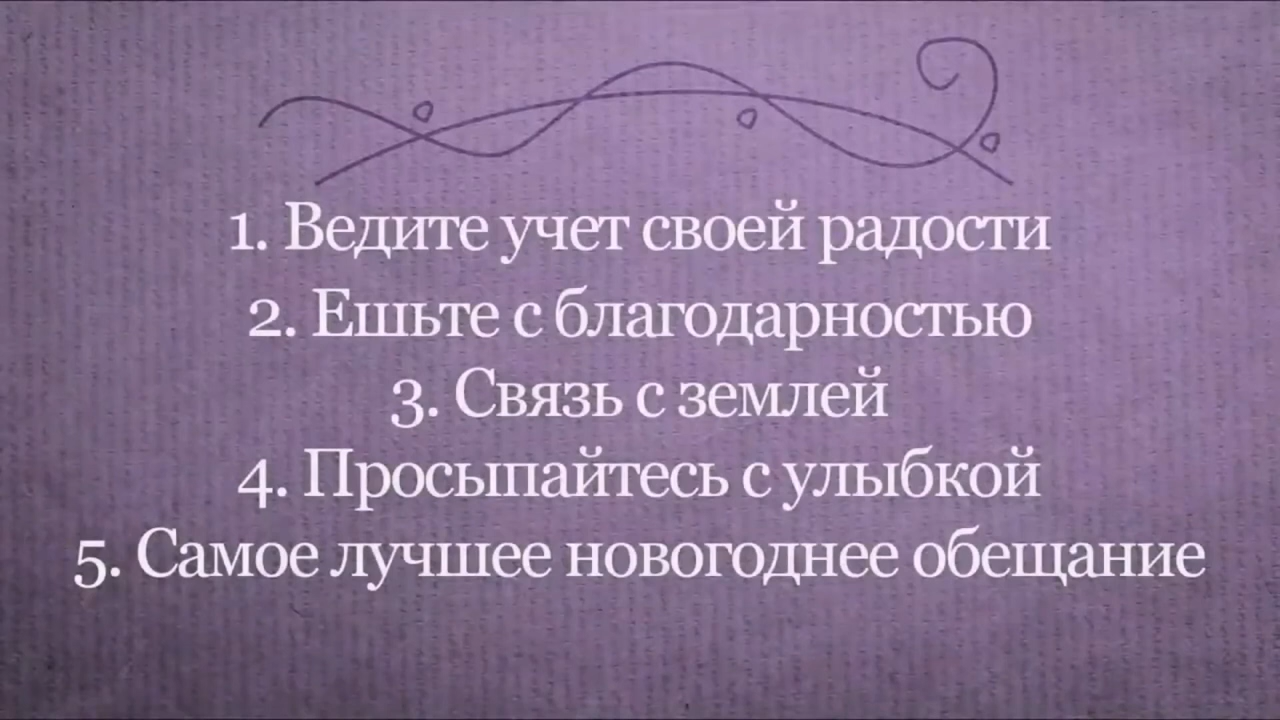 1. Ведите учет своей радости
2. Ешьте с благодарностью
3. Связь с землей
4. Просыпайтесь с улыбкой
5. Самое лучшее новогоднее обещание